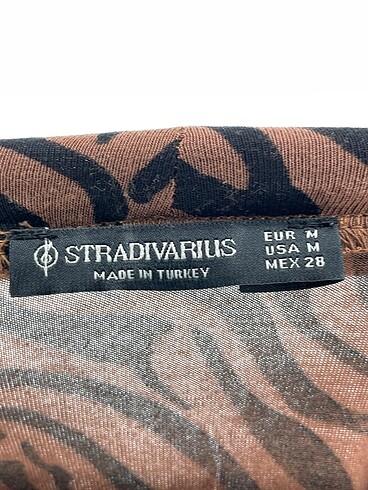 STRADIVARIUS
MADE IN TURKEY
EUR M
USA M
MEX 28